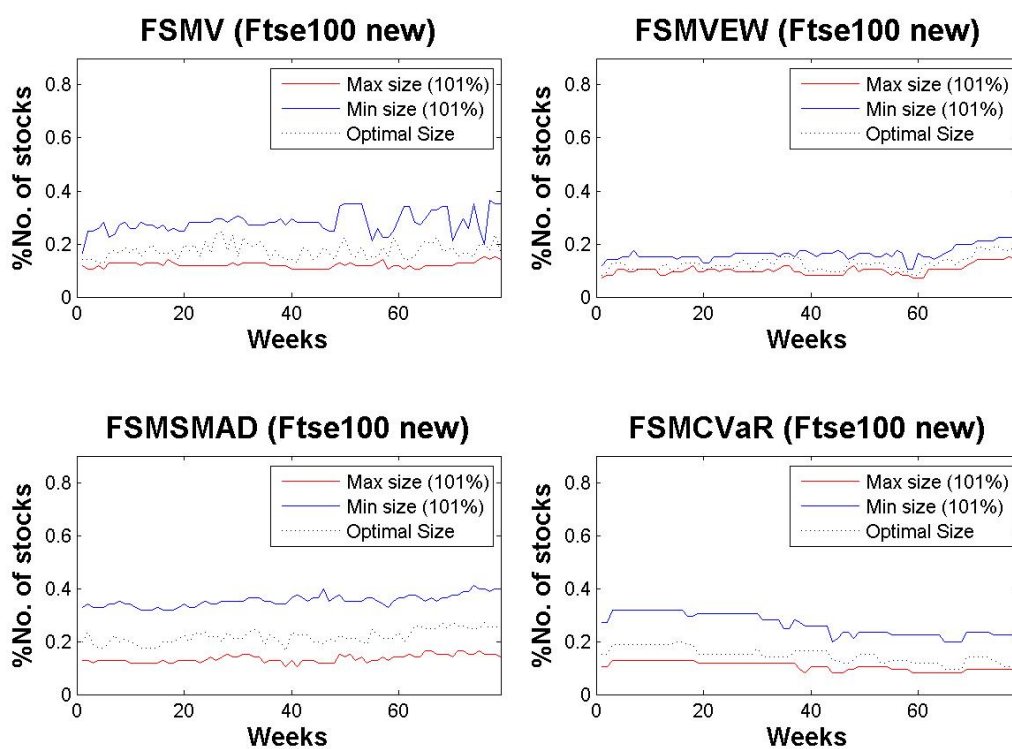 FSMV (Ftse100 new)
%No. of stocks
0.8
0.6
0.4
0.2
0
Max size (101%)
Min size (101%)
Optimal Size
0 20 40 60
Weeks
FSMVEW (Ftse100 new)
%No. of stocks
0.8
0.6
0.4
0.2
0
Max size (101%)
Min size (101%)
Optimal Size
0 20 40 60
Weeks
FSMSMAD (Ftse100 new)
%No. of stocks
0.8
0.6
0.4
0.2
0
Max size (101%)
Min size (101%)
Optimal Size
0 20 40 60
Weeks
FSMCVaR (Ftse100 new)
%No. of stocks
0.8
0.6
0.4
0.2
0
Max size (101%)
Min size (101%)
Optimal Size
0 20 40 60
Weeks